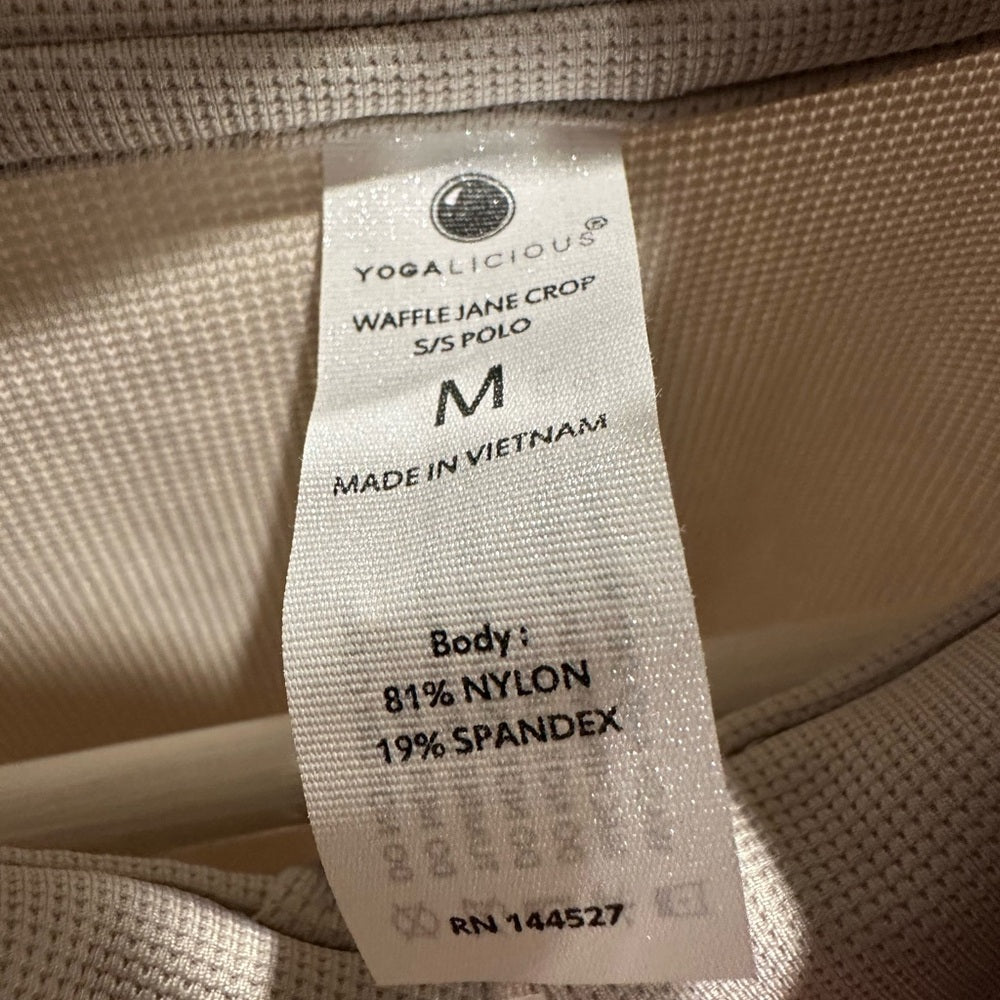 YOGALICIOUS®
WAFFLE JANE CROP
S/S POLO
M
MADE IN VIETNAM
Body:
81% NYLON
19% SPANDEX
RN 144527